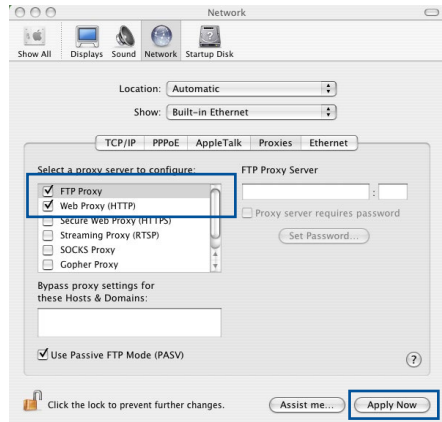 Network
Show All Displays Sound Network Startup Disk
Location: Automatic
Show: Built-in Ethernet
TCP/IP PPPoE AppleTalk Proxies Ethernet
Select a proxy server to configure: FTP Proxy Server
FTP Proxy
Web Proxy (HTTP) :
Secure Web Proxy (HTTPS) Proxy server requires password
Streaming Proxy (RTSP) Set Password...
SOCKS Proxy
Gopher Proxy
Bypass proxy settings for
these Hosts & Domains:
Use Passive FTP Mode (PASV) ?
Click the lock to prevent further changes. Assist me... Apply Now